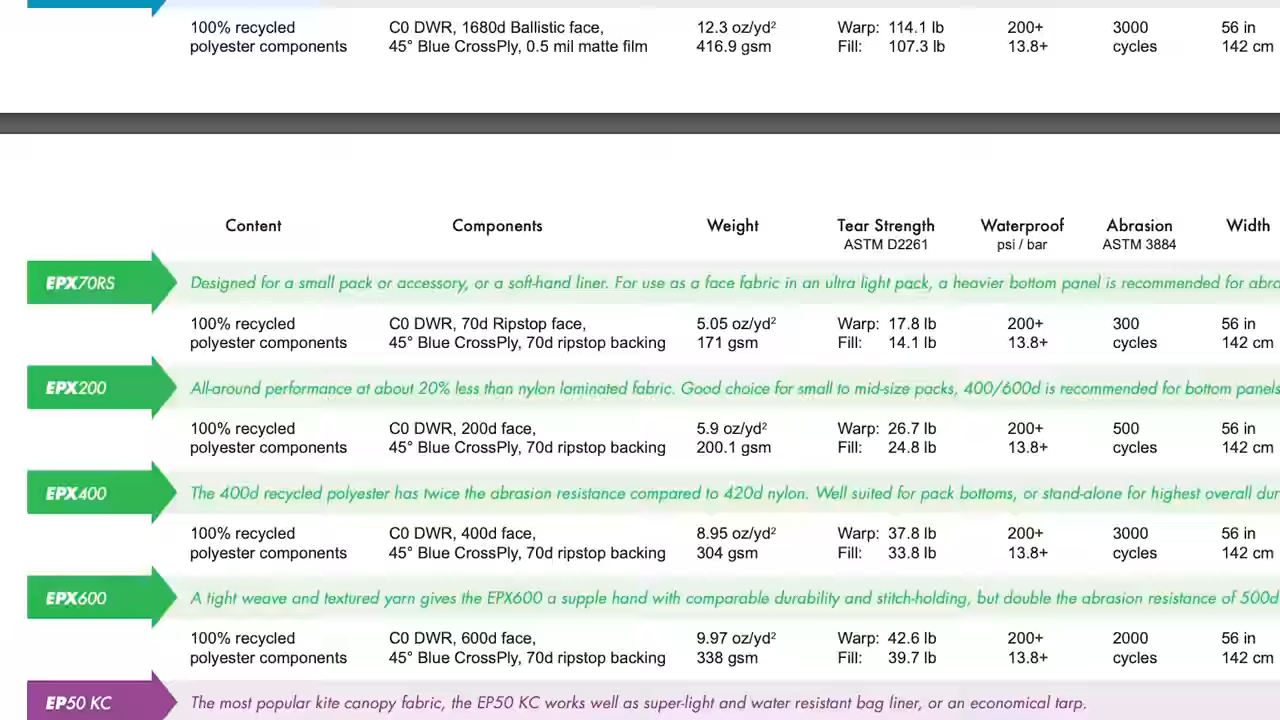 100% recycled C0 DWR, 1680d Ballistic face, 12.3 oz/yd² Warp: 114.1 lb 200+ 3000 56 in
polyester components 45° Blue CrossPly, 0.5 mil matte film 416.9 gsm Fill: 107.3 lb 13.8+ cycles 142 cm
Content Components Weight Tear Strength Waterproof Abrasion Width
ASTM D2261 psi / bar ASTM 3884
EPX70RS Designed for a small pack or accessory, or a soft-hand liner. For use as a face fabric in an ultra light pack, a heavier bottom panel is recommended for abra
100% recycled C0 DWR, 70d Ripstop face, 5.05 oz/yd² Warp: 17.8 lb 200+ 300 56 in
polyester components 45° Blue CrossPly, 70d ripstop backing 171 gsm Fill: 14.1 lb 13.8+ cycles 142 cm
EPX200 All-around performance at about 20% less than nylon laminated fabric. Good choice for small to mid-size packs, 400/600d is recommended for bottom panels
100% recycled C0 DWR, 200d face, 5.9 oz/yd² Warp: 26.7 lb 200+ 500 56 in
polyester components 45° Blue CrossPly, 70d ripstop backing 200.1 gsm Fill: 24.8 lb 13.8+ cycles 142 cm
EPX400 The 400d recycled polyester has twice the abrasion resistance compared to 420d nylon. Well suited for pack bottoms, or stand-alone for highest overall dur
100% recycled C0 DWR, 400d face, 8.95 oz/yd² Warp: 37.8 lb 200+ 3000 56 in
polyester components 45° Blue CrossPly, 70d ripstop backing 304 gsm Fill: 33.8 lb 13.8+ cycles 142 cm
EPX600 A tight weave and textured yarn gives the EPX600 a supple hand with comparable durability and stitch-holding, but double the abrasion resistance of 500d
100% recycled C0 DWR, 600d face, 9.97 oz/yd² Warp: 42.6 lb 200+ 2000 56 in
polyester components 45° Blue CrossPly, 70d ripstop backing 338 gsm Fill: 39.7 lb 13.8+ cycles 142 cm
EP50 KC The most popular kite canopy fabric, the EP50 KC works well as super-light and water resistant bag liner, or an economical tarp.